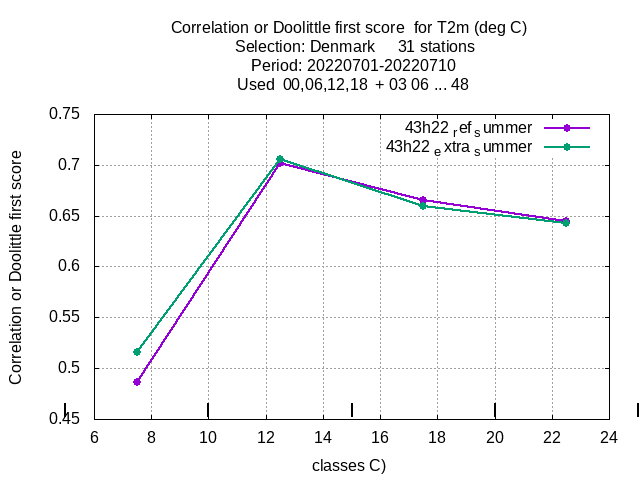 Correlation or Doolittle first score  for T2m (deg C)
Selection: Denmark     31 stations
Period: 20220701-20220710
Used  00,06,12,18  + 03 06 ... 48
43h22 ref summer
43h22 extra summer
Correlation or Doolittle first score
0.75
0.7
0.65
0.6
0.55
0.5
0.45
6 8 10 12 14 16 18 20 22 24
classes C)